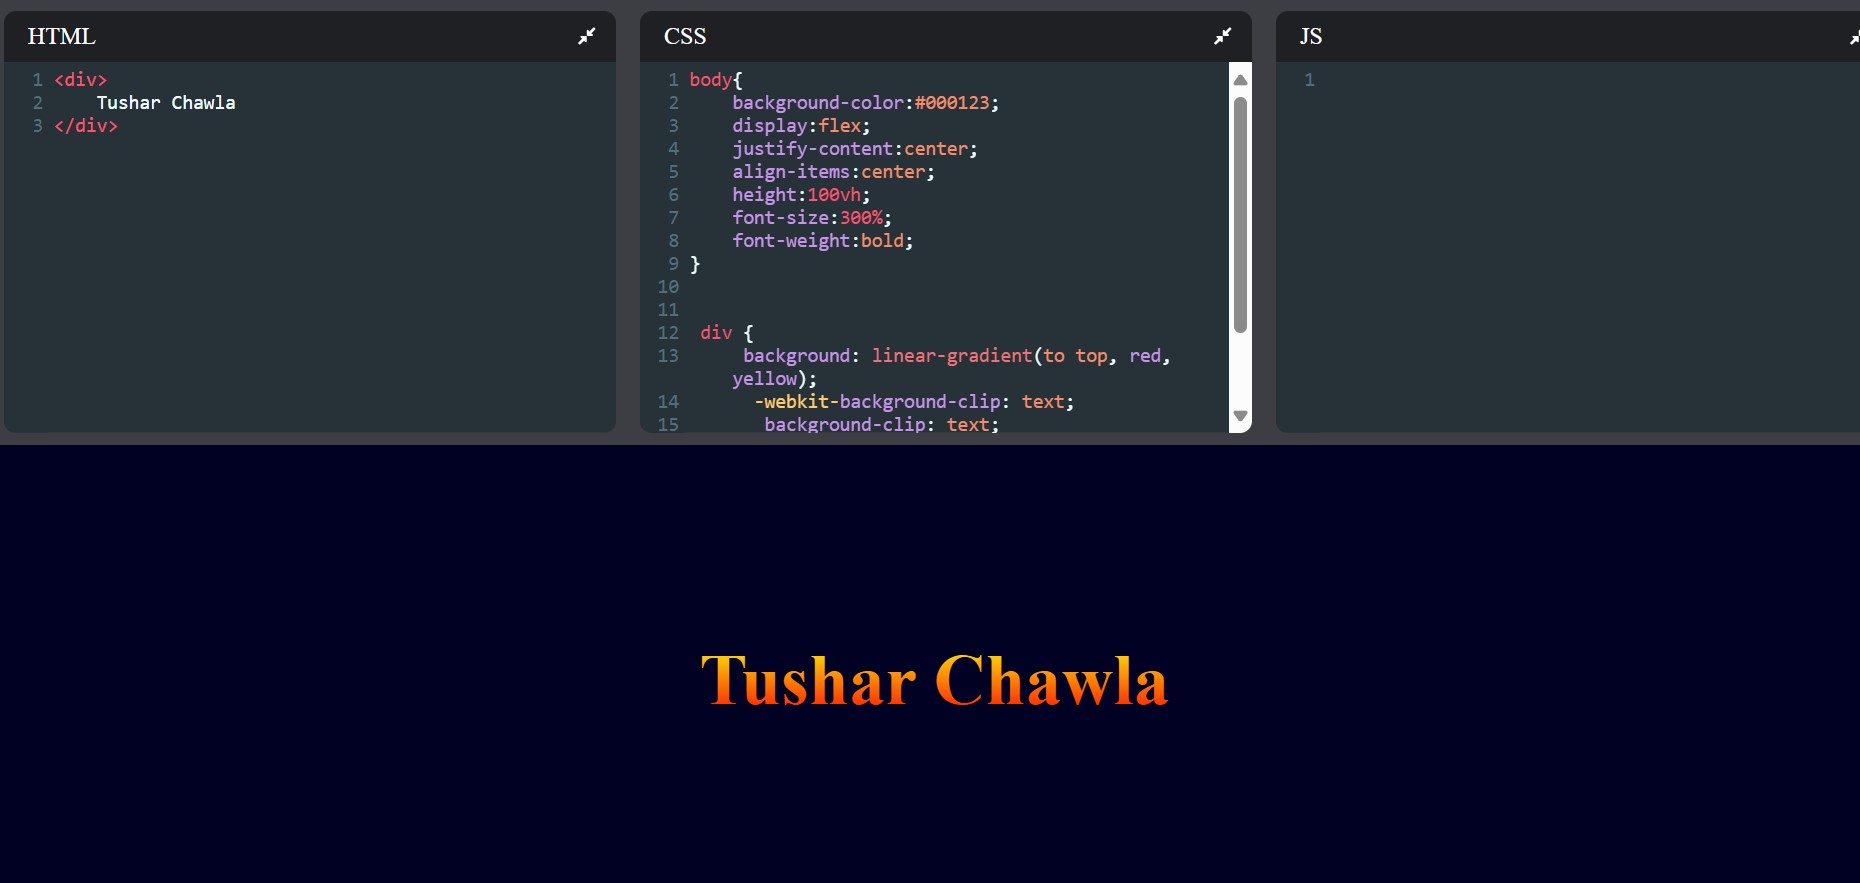 HTML
1 <div>
2 Tushar Chawla
3 </div>
CSS
1 body{
2 background-color:#000123;
3 display:flex;
4 justify-content:center;
5 align-items:center;
6 height:100vh;
7 font-size:300%;
8 font-weight:bold;
9 }
10
11
12 div {
13 background: linear-gradient(to top, red,
yellow);
14 -webkit-background-clip: text;
15 background-clip: text;
JS
1
Tushar Chawla